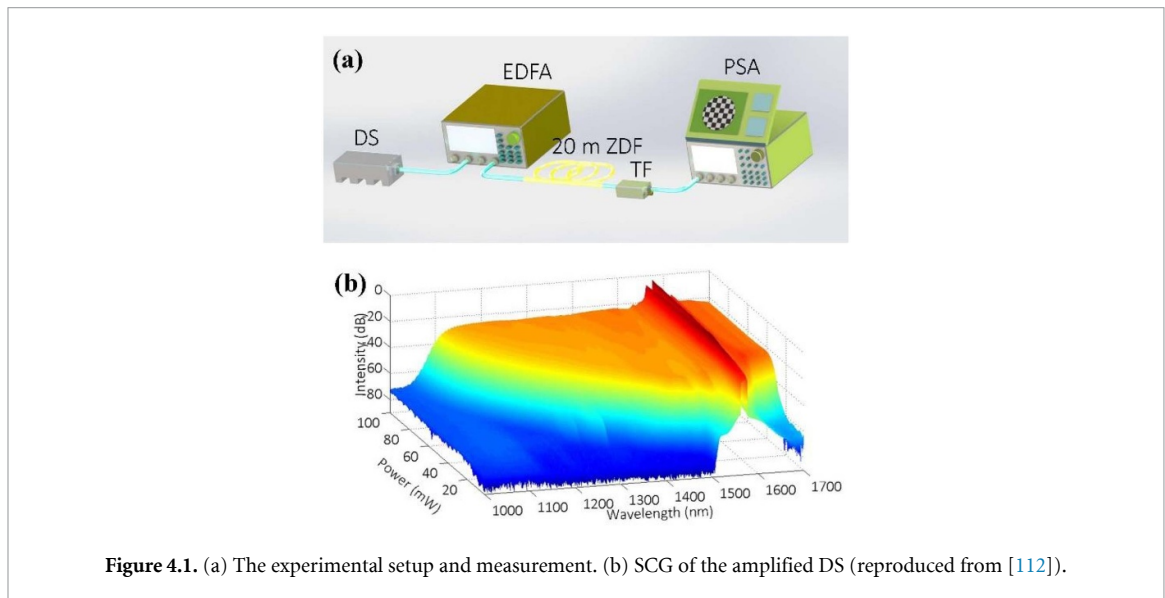 (a)
EDFA
PSA
DS
20 m ZDF
TF
(b)
0
-20
-40
-60
-80
Intensity (dB)
100
80
60
40
20
Power (mW)
1000
1100
1200
1300
1400
1500
1600
1700
Wavelength (nm)
Figure 4.1. (a) The experimental setup and measurement. (b) SCG of the amplified DS (reproduced from [112]).